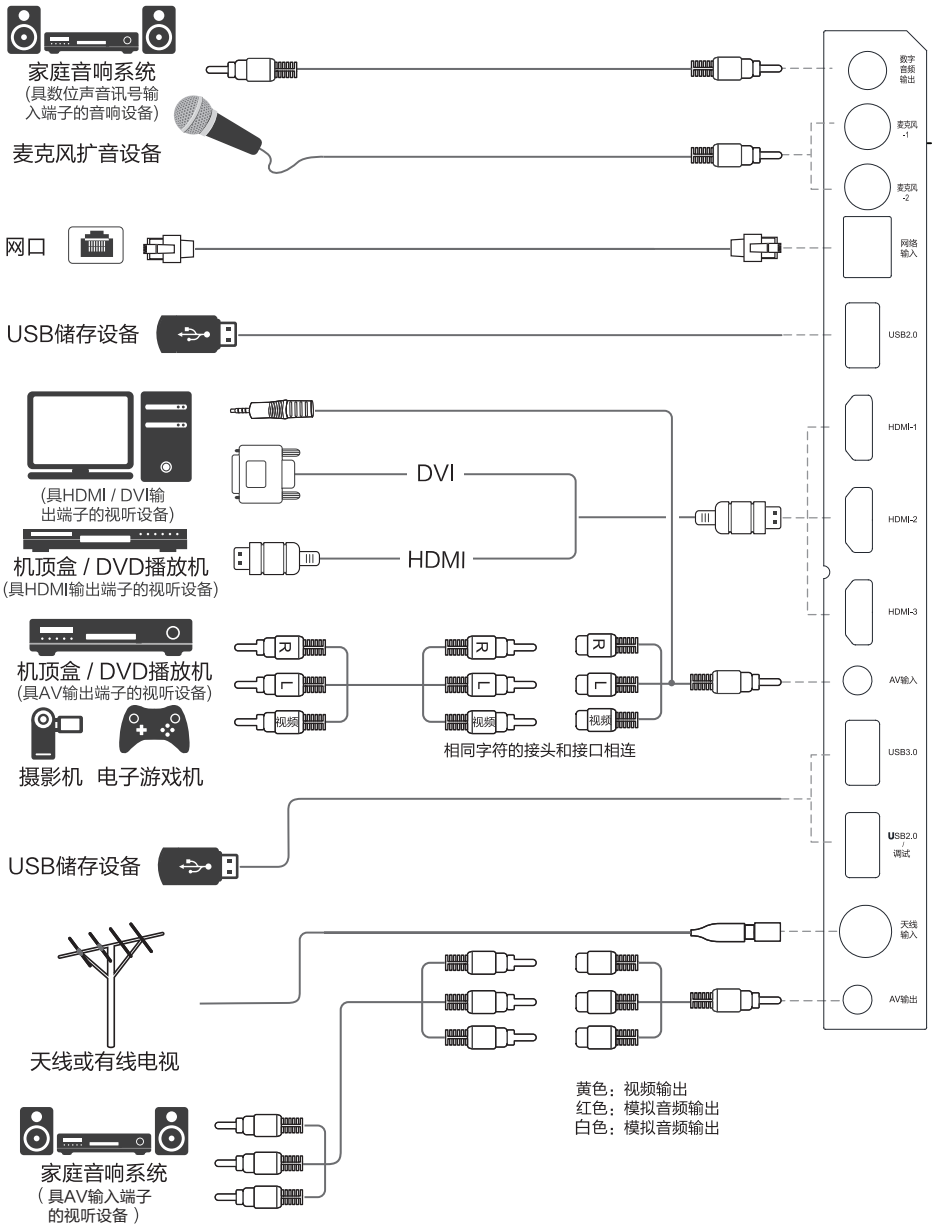 家庭音响系统
(具数位声音讯号输
入端子的音响设备)
麦克风扩音设备
网口
USB储存设备
(具HDMI / DVI输
出端子的视听设备)
机顶盒 / DVD播放机
(具HDMI输出端子的视听设备)
机顶盒 / DVD播放机
(具AV输出端子的视听设备)
摄影机
电子游戏机
USB储存设备
天线或有线电视
家庭音响系统
( 具AV输入端子
的视听设备 )
DVI
HDMI
R
L
视频
R
L
视频
R
L
视频
相同字符的接头和接口相连
黄色：视频输出
红色：模拟音频输出
白色：模拟音频输出
数字
音频
输出
麦克风
-1
麦克风
-2
网络
输入
USB2.0
HDMI-1
HDMI-2
HDMI-3
AV输入
USB3.0
USB2.0
/
调试
天线
输入
AV输出